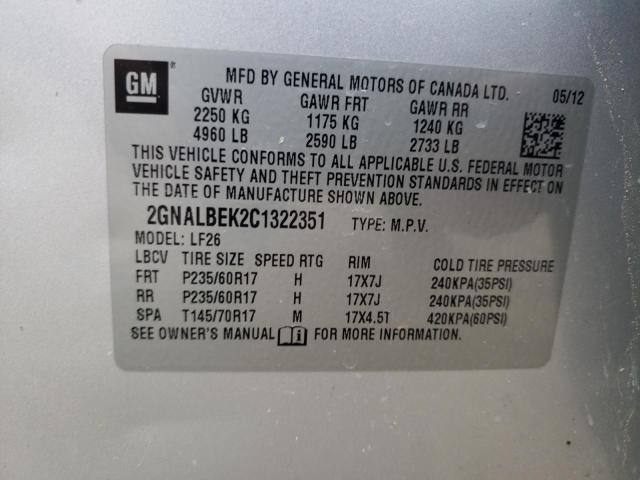 GM®
MFD BY GENERAL MOTORS OF CANADA LTD. 05/12
GVWR GAWR FRT GAWR RR
2250 KG 1175 KG 1240 KG
4960 LB 2590 LB 2733 LB
THIS VEHICLE CONFORMS TO ALL APPLICABLE U.S. FEDERAL MOTOR
VEHICLE SAFETY AND THEFT PREVENTION STANDARDS IN EFFECT ON
THE DATE OF MANUFACTURE SHOWN ABOVE.
2GNALBEK2C1322351 TYPE: M.P.V.
MODEL: LF26
LBCV TIRE SIZE SPEED RTG RIM COLD TIRE PRESSURE
FRT P235/60R17 H 17X7J 240KPA(35PSI)
RR P235/60R17 H 17X7J 240KPA(35PSI)
SPA T145/70R17 M 17X4.5T 420KPA(60PSI)
SEE OWNER'S MANUAL FOR MORE INFORMATION.